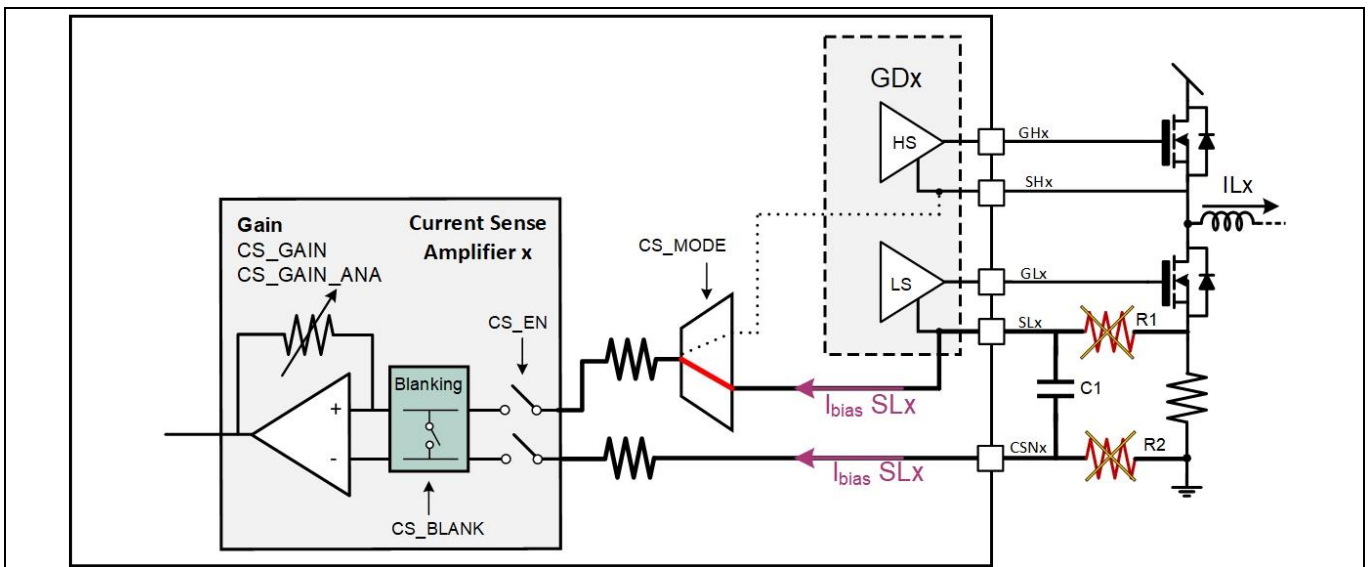 GDx
HS
GHx
SHx
ILx
Gain
CS_GAIN
CS_GAIN_ANA
Current Sense
Amplifier x
CS_MODE
LS
GLx
CS_EN
SLx
R1
Blanking
+
-
Ibias SLx
C1
Ibias SLx
CSNx
R2
CS_BLANK